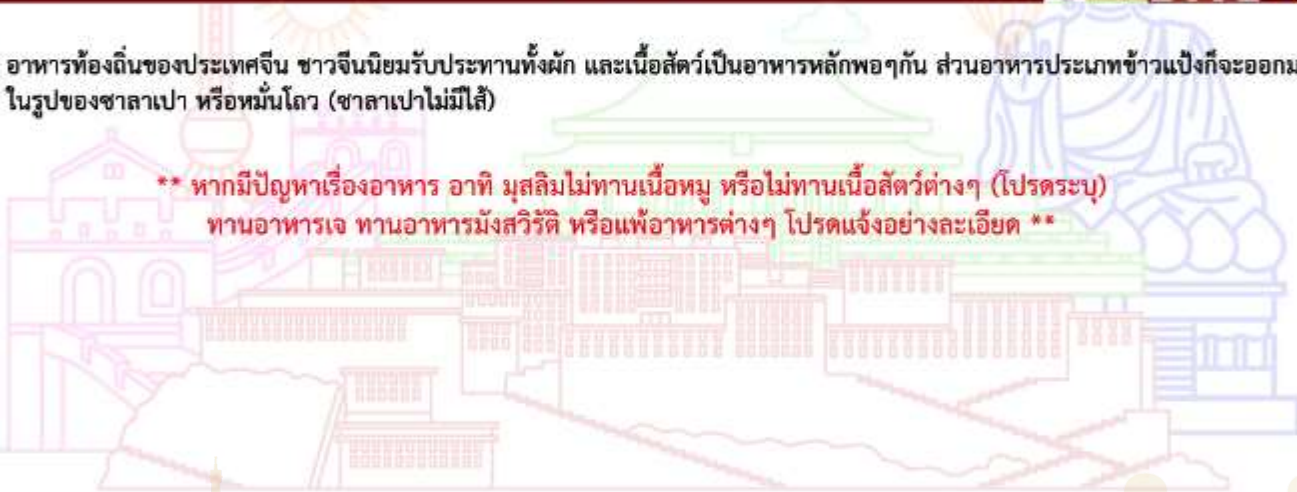 อาหารท้องถิ่นของประเทศจีน ชาวจีนนิยมรับประทานทั้งผัก และเนื้อสัตว์เป็นอาหารหลักพอๆกัน ส่วนอาหารประเภทข้าวแป้งก็จะออกม
ในรูปของซาลาเปา หรือหมั่นโถว (ซาลาเปาไม่มีไส้)
** หากมีปัญหาเรื่องอาหาร อาทิ มุสลิมไม่ทานเนื้อหมู หรือไม่ทานเนื้อสัตว์ต่างๆ (โปรดระบุ)
ทานอาหารเจ ทานอาหารมังสวิรัติ หรือแพ้อาหารต่างๆ โปรดแจ้งอย่างละเอียด **